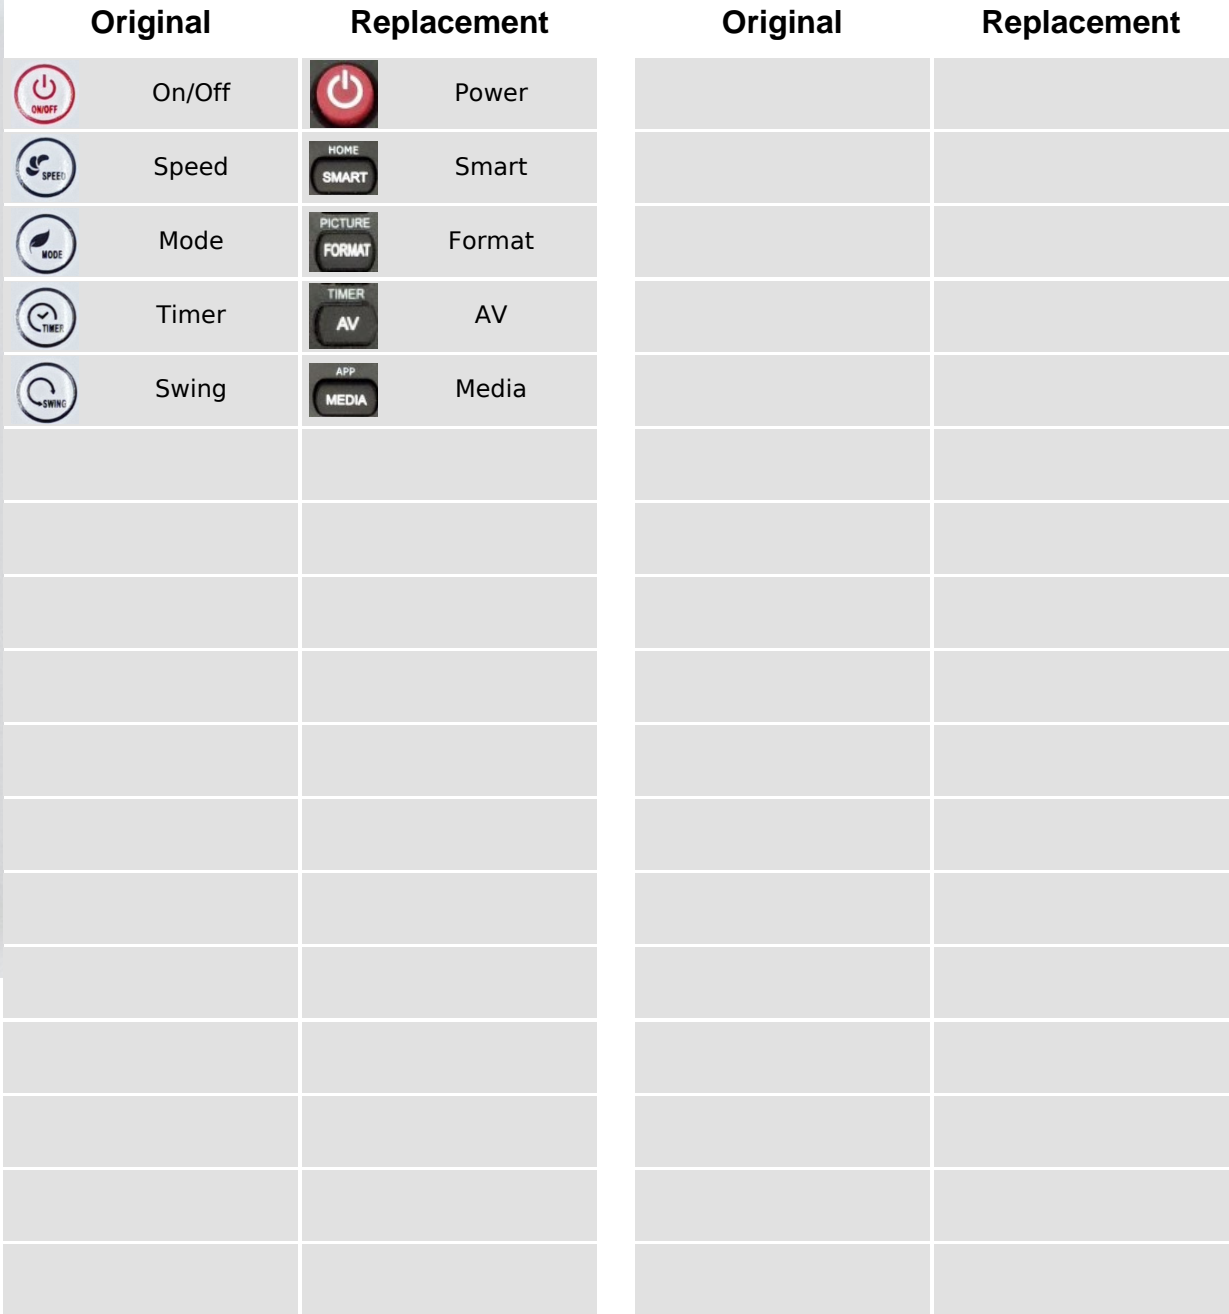 Original Replacement Original Replacement
ON/OFF On/Off Power
SPEED Speed HOME SMART Smart
MODE Mode PICTURE FORMAT Format
TIMER Timer TIMER AV AV
SWING Swing APP MEDIA Media